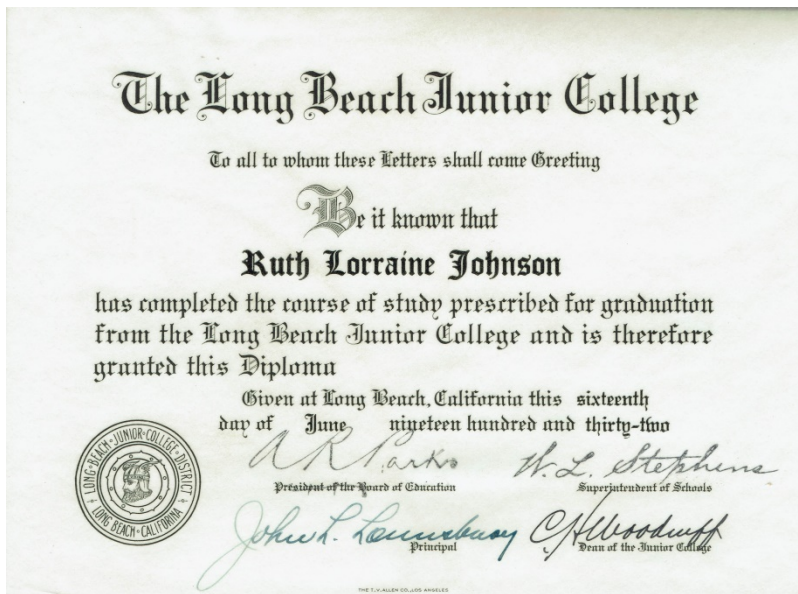 The Long Beach Junior College
To all to whom these Letters shall come Greeting
Be it known that
Ruth Lorraine Johnson
has completed the course of study prescribed for graduation
from the Long Beach Junior College and is therefore
granted this Diploma
Given at Long Beach, California this sixteenth
day of June nineteen hundred and thirty-two
LONG-BEACH-JUNIOR-COLLEGE-DISTRICT
LONG BEACH-CALIFORNIA
A R Parks
President of the Board of Education
W. L. Stephens
Superintendent of Schools
John L. Lounsbury
Principal
C H Woodruff
Dean of the Junior College
THE T.V. ALLEN CO., LOS ANGELES